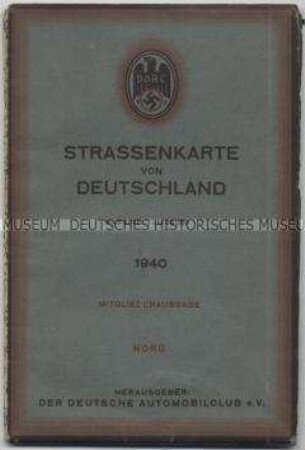 DDAC
STRASSENKARTE
VON
DEUTSCHLAND
MUSEUM DEUTSCHES HISTORISCHES MUSEUM
1940
MITGLIEDERAUSGABE
NORD
HERAUSGEBER:
DER DEUTSCHE AUTOMOBILCLUB e.V.